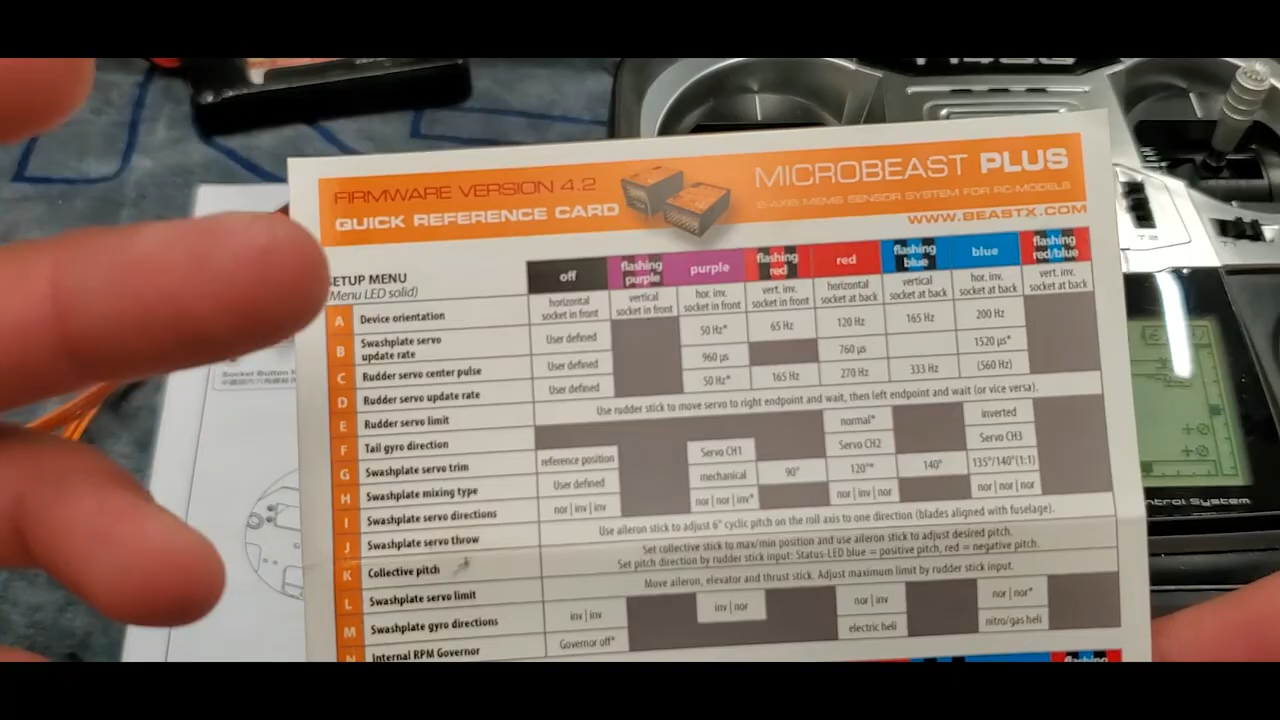 FIRMWARE VERSION 4.2
QUICK REFERENCE CARD
MICROBEAST PLUS
3-AXIS MEMS SENSOR SYSTEM FOR RC-MODELS
WWW.BEASTX.COM
SETUP MENU
(Menu LED solid)
off | flashing purple | purple | flashing red | red | flashing blue | blue | flashing red/blue
A Device orientation | horizontal socket in front | vertical socket in front | hor. inv. socket in front | vert. inv. socket in front | horizontal socket at back | vertical socket at back | hor. inv. socket at back | vert. inv. socket at back
B Swashplate servo update rate | User defined | 50 Hz* | 65 Hz | 120 Hz | 165 Hz | 200 Hz
C Rudder servo center pulse | User defined | 960 µs | 760 µs | 1520 µs*
D Rudder servo update rate | User defined | 50 Hz* | 165 Hz | 270 Hz | 333 Hz | (560 Hz)
E Rudder servo limit | Use rudder stick to move servo to right endpoint and wait, then left endpoint and wait (or vice versa).
F Tail gyro direction | normal* | inverted
G Swashplate servo trim | reference position | Servo CH1 | Servo CH2 | Servo CH3
H Swashplate mixing type | User defined | mechanical | 90° | 120°* | 140° | 135°/140°(1:1)
I Swashplate servo directions | nor | inv | inv | nor | nor | inv* | nor | inv | nor | nor | nor | nor
J Swashplate servo throw | Use aileron stick to adjust 6° cyclic pitch on the roll axis to one direction (blades aligned with fuselage).
K Collective pitch | Set collective stick to max/min position and use aileron stick to adjust desired pitch.
Set pitch direction by rudder stick input: Status-LED blue = positive pitch, red = negative pitch.
L Swashplate servo limit | Move aileron, elevator and thrust stick. Adjust maximum limit by rudder stick input.
M Swashplate gyro directions | inv | inv | inv | nor | nor | inv | nor | nor*
N Internal RPM Governor | Governor off* | electric heli | nitro/gas heli
flashing
Socket Button
ntrol System